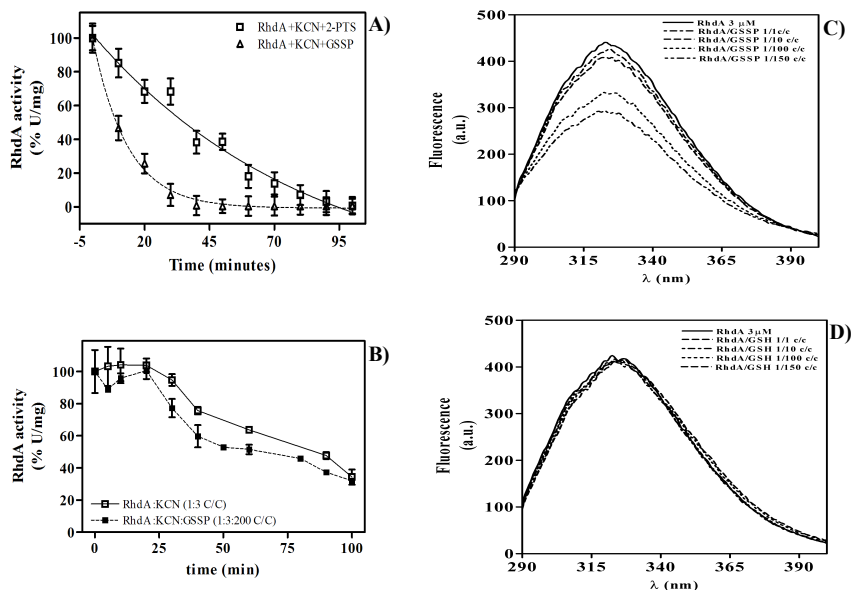 A)
RhdA+KCN+2-PTS
RhdA+KCN+GSSP
RhdA activity
(% U/mg)
100
80
60
40
20
0
-5 20 45 70 95
Time (minutes)
B)
RhdA activity
(% U/mg)
120
100
80
60
40
20
0
RhdA:KCN (1:3 C/C)
RhdA:KCN:GSSP (1:3:200 C/C)
0 25 50 75 100
time (min)
C)
RhdA 3 µM
RhdA/GSSP 1/1c/c
RhdA/GSSP 1/10 c/c
RhdA/GSSP 1/100 c/c
RhdA/GSSP 1/150 c/c
Fluorescence
(a.u.)
500
400
300
200
100
0
290 315 340 365 390
λ (nm)
D)
RhdA 3µM
RhdA/GSH 1/1 c/c
RhdA/GSH 1/10 c/c
RhdA/GSH 1/100 c/c
RhdA/GSH 1/150 c/c
Fluorescence
(a.u.)
500
400
300
200
100
0
290 315 340 365 390
λ (nm)